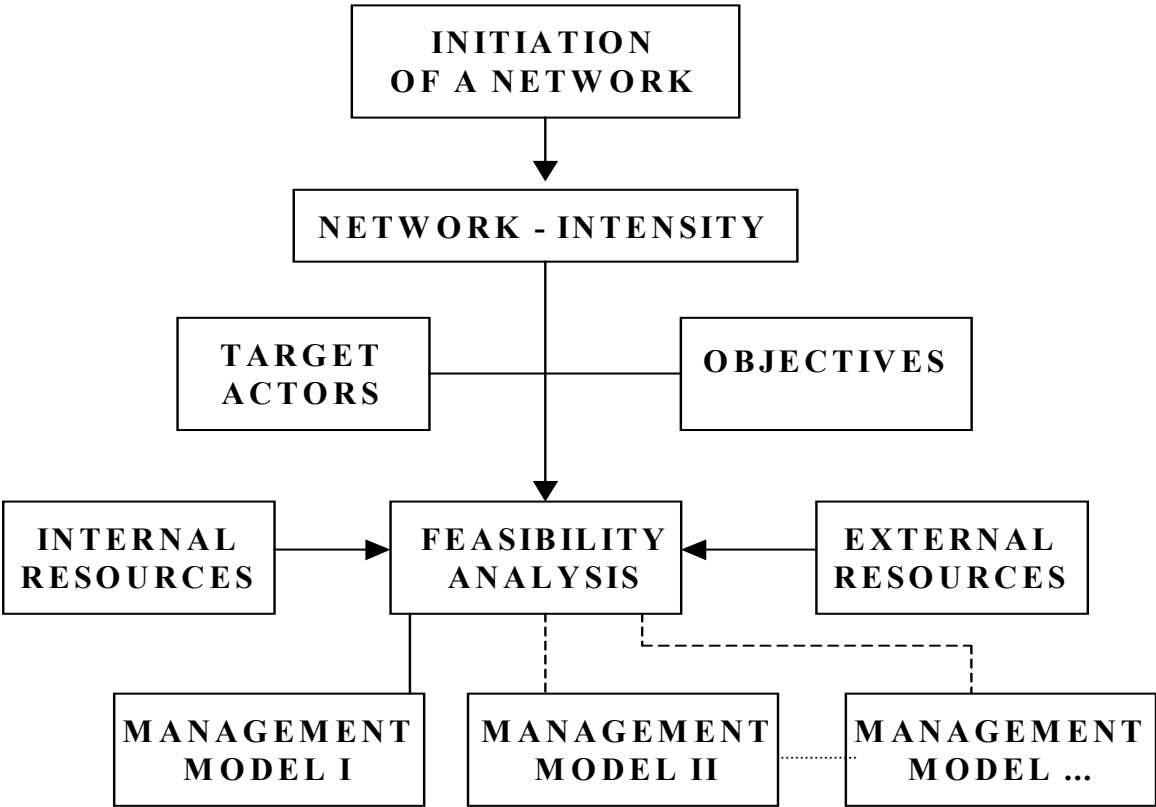 INITIATION
OF A NETWORK
NETWORK - INTENSITY
TARGET
ACTORS
OBJECTIVES
INTERNAL
RESOURCES
FEASIBILITY
ANALYSIS
EXTERNAL
RESOURCES
MANAGEMENT
MODEL I
MANAGEMENT
MODEL II
MANAGEMENT
MODEL ...